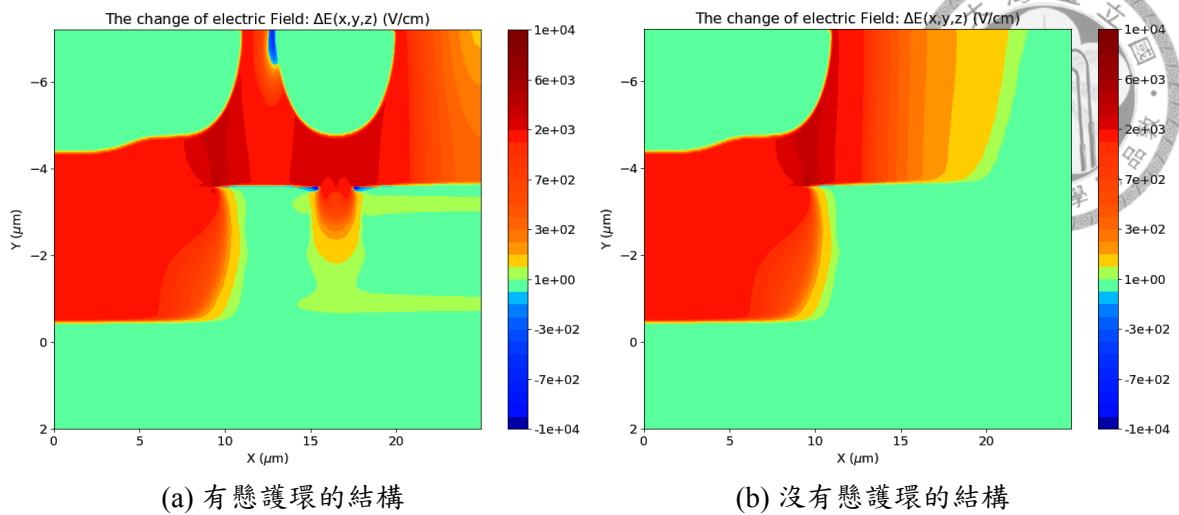 The change of electric Field: ΔE(x,y,z) (V/cm)
1e+04
6e+03
2e+03
7e+02
3e+02
1e+00
-3e+02
-7e+02
-1e+04
Y (μm)
−6
−4
−2
0
2
0
5
10
15
20
X (μm)
(a) 有懸護環的結構
The change of electric Field: ΔE(x,y,z) (V/cm)
1e+04
6e+03
2e+03
7e+02
3e+02
1e+00
-3e+02
-7e+02
-1e+04
Y (μm)
−6
−4
−2
0
2
0
5
10
15
20
X (μm)
(b) 沒有懸護環的結構